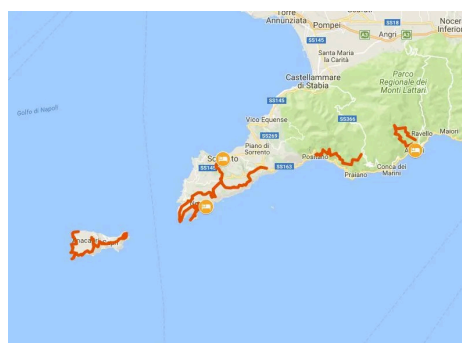 Torre
Annunziata
Pompei
SS18
Nocer
Inferior
Angri
SS145
Santa Maria
la Carità
Castellammare
di Stabia
Parco
Regionale dei
Monti Lattari
SS145
Golfo di Napoli
Vico Equense
SS366
SS269
Piano di
Sorrento
Ravello
Maiori
SS145
SS163
Positano
Praiano
Conca dei
Marini